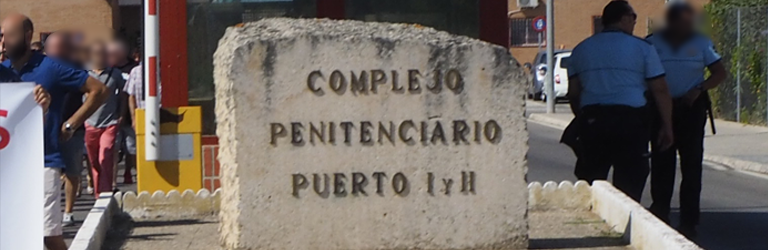 COMPLEJO
PENITENCIARIO
PUERTO I y II
S